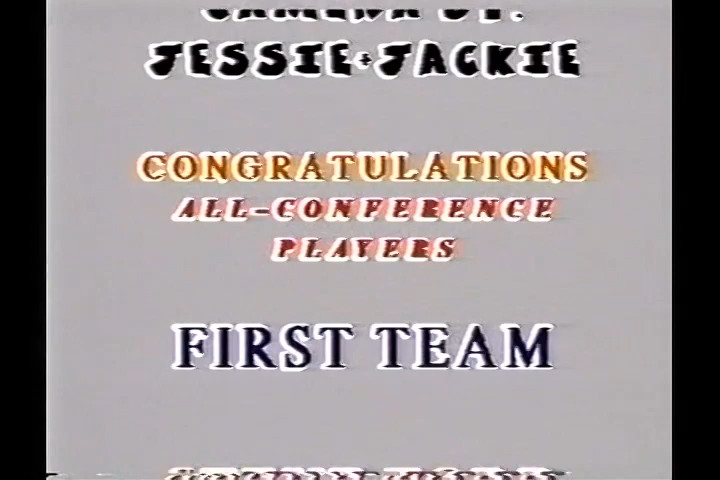 JESSIE+JACKIE
CONGRATULATIONS
ALL-CONFERENCE
PLAYERS
FIRST TEAM